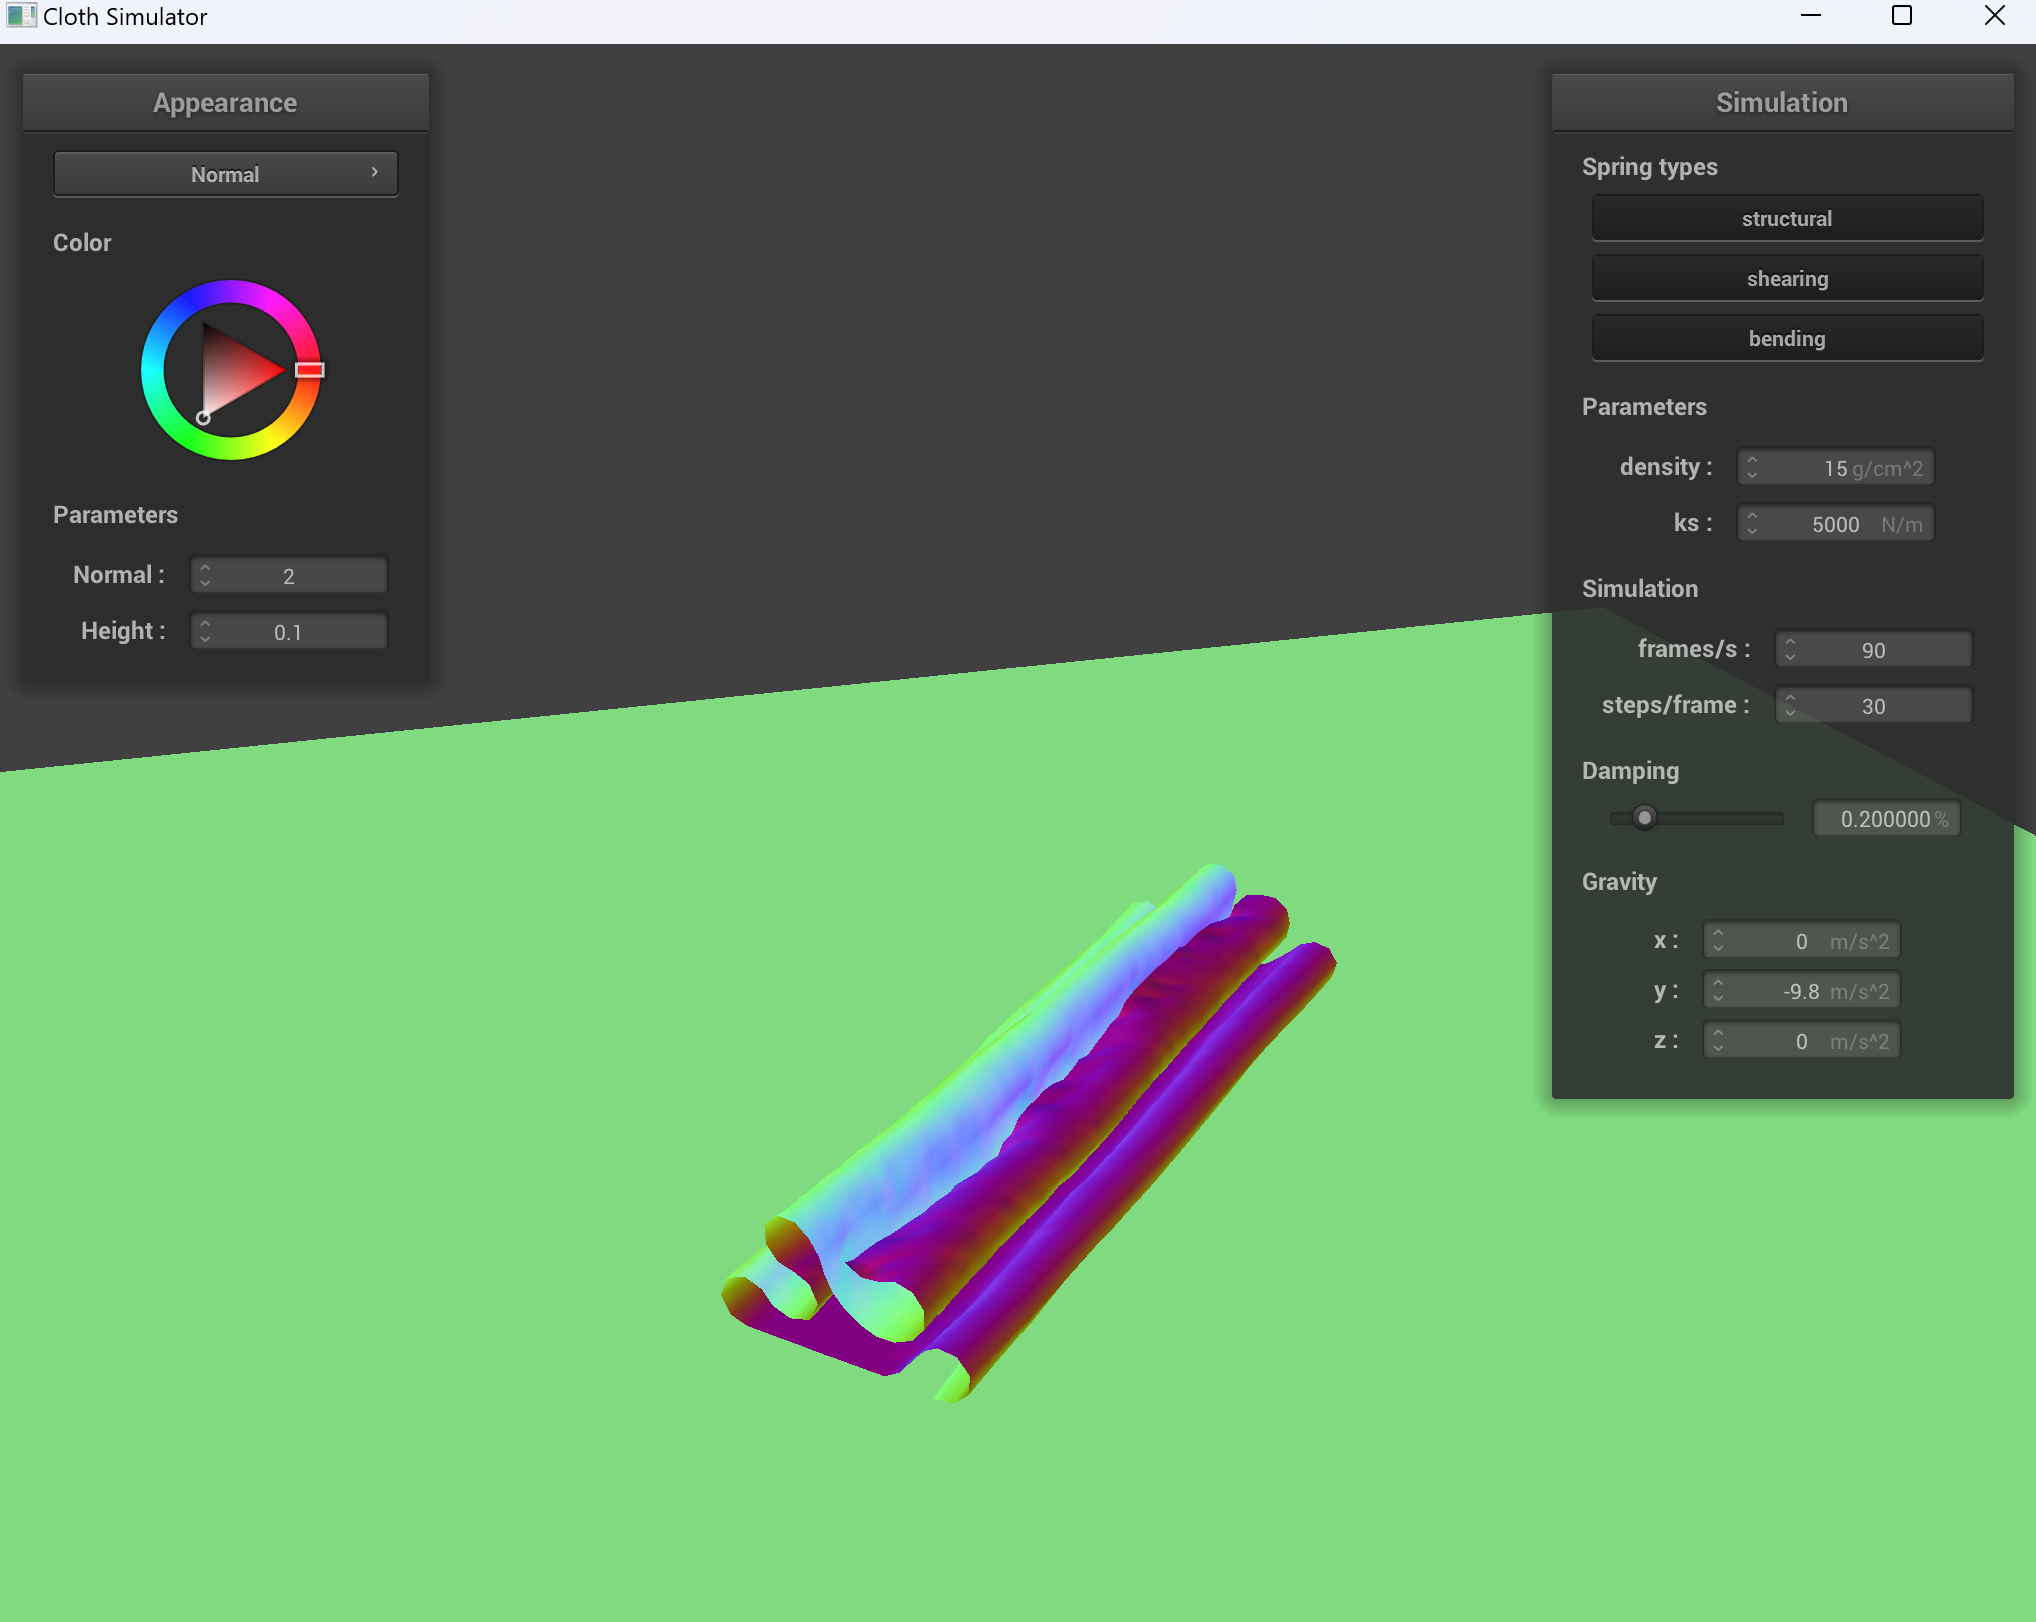 Cloth Simulator
Appearance
Normal
Color
Parameters
Normal :
2
Height :
0.1
Simulation
Spring types
structural
shearing
bending
Parameters
density :
15 g/cm^2
ks :
5000 N/m
Simulation
frames/s :
90
steps/frame :
30
Damping
0.200000 %
Gravity
x :
0 m/s^2
y :
-9.8 m/s^2
z :
0 m/s^2